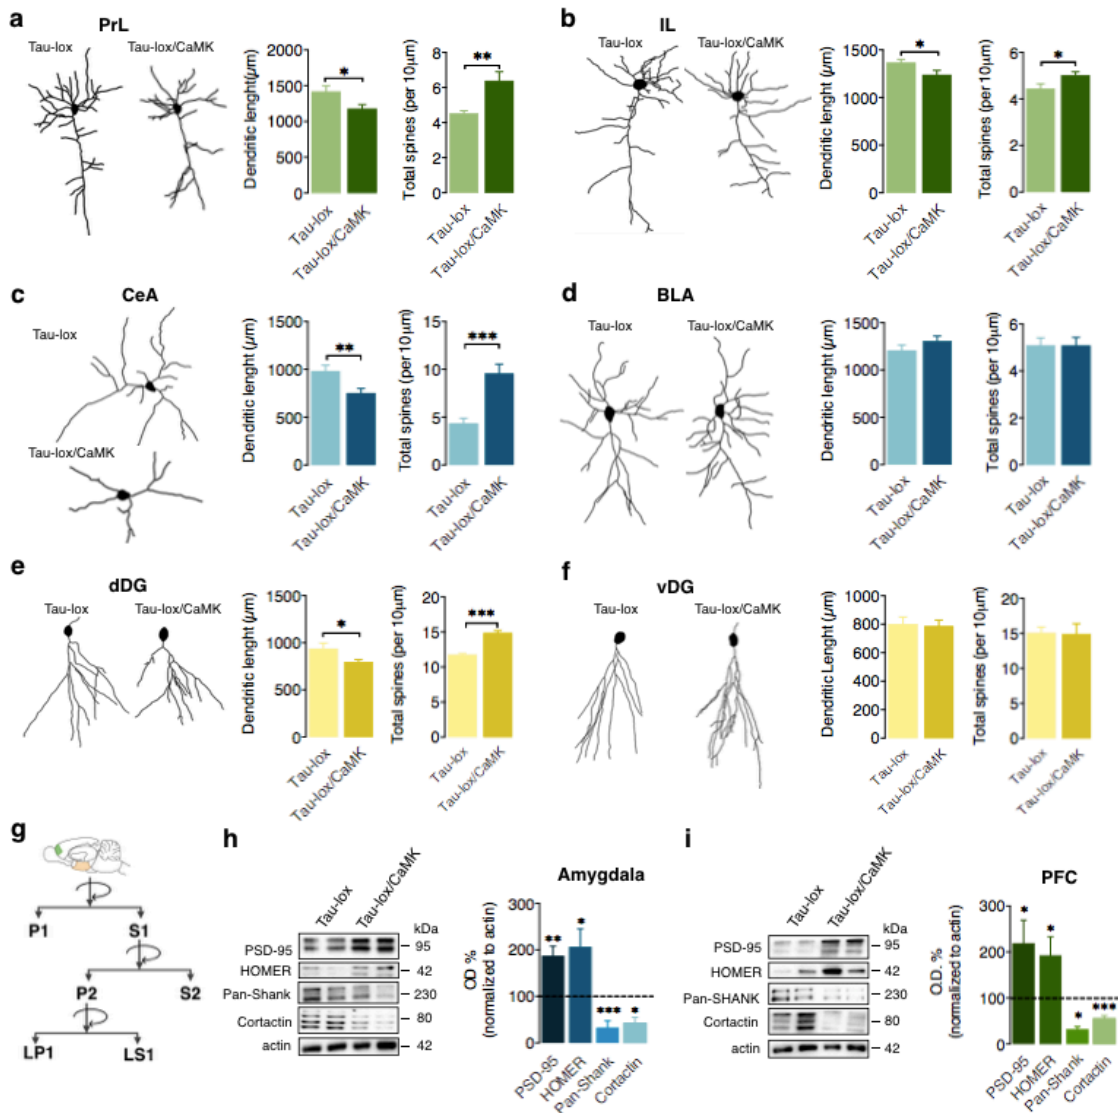 a
PrL
Tau-lox
Tau-lox/CaMK
Dendritic lenght(µm)
2000
1500
1000
500
0
*
Tau-lox
Tau-lox/CaMK
Total spines (per 10µm)
8
6
4
2
0
**
Tau-lox
Tau-lox/CaMK
b
IL
Tau-lox
Tau-lox/CaMK
Dendritic lenght (µm)
1500
1000
500
0
*
Tau-lox
Tau-lox/CaMK
Total spines (per 10µm)
6
4
2
0
*
Tau-lox
Tau-lox/CaMK
c
CeA
Tau-lox
Tau-lox/CaMK
Dendritic lenght (µm)
1500
1000
500
0
**
Tau-lox
Tau-lox/CaMK
Total spines (per 10µm)
15
10
5
0
***
Tau-lox
Tau-lox/CaMK
d
BLA
Tau-lox
Tau-lox/CaMK
Dendritic lenght (µm)
1500
1000
500
0
Tau-lox
Tau-lox/CaMK
Total spines (per 10µm)
6
4
2
0
Tau-lox
Tau-lox/CaMK
e
dDG
Tau-lox
Tau-lox/CaMK
Dendritic lenght (µm)
1500
1000
500
0
*
Tau-lox
Tau-lox/CaMK
Total spines (per 10µm)
20
15
10
5
0
***
Tau-lox
Tau-lox/CaMK
f
vDG
Tau-lox
Tau-lox/CaMK
Dendritic Lenght (µm)
1000
800
600
400
200
0
Tau-lox
Tau-lox/CaMK
Total spines (per 10µm)
20
15
10
5
0
Tau-lox
Tau-lox/CaMK
g
P1 S1
P2 S2
LP1 LS1
h
Tau-lox
Tau-lox/CaMK
kDa
PSD-95 95
HOMER 42
Pan-Shank 230
Cortactin 80
actin 42
Amygdala
OD %
(normalized to actin)
300
200
100
0
**
*
***
*
PSD-95
HOMER
Pan-Shank
Cortactin
i
Tau-lox
Tau-lox/CaMK
kDa
PSD-95 95
HOMER 42
Pan-SHANK 230
Cortactin 80
actin 42
PFC
O.D. %
(normalized to actin)
300
200
100
0
*
*
*
***
PSD-95
HOMER
Pan-Shank
Cortactin